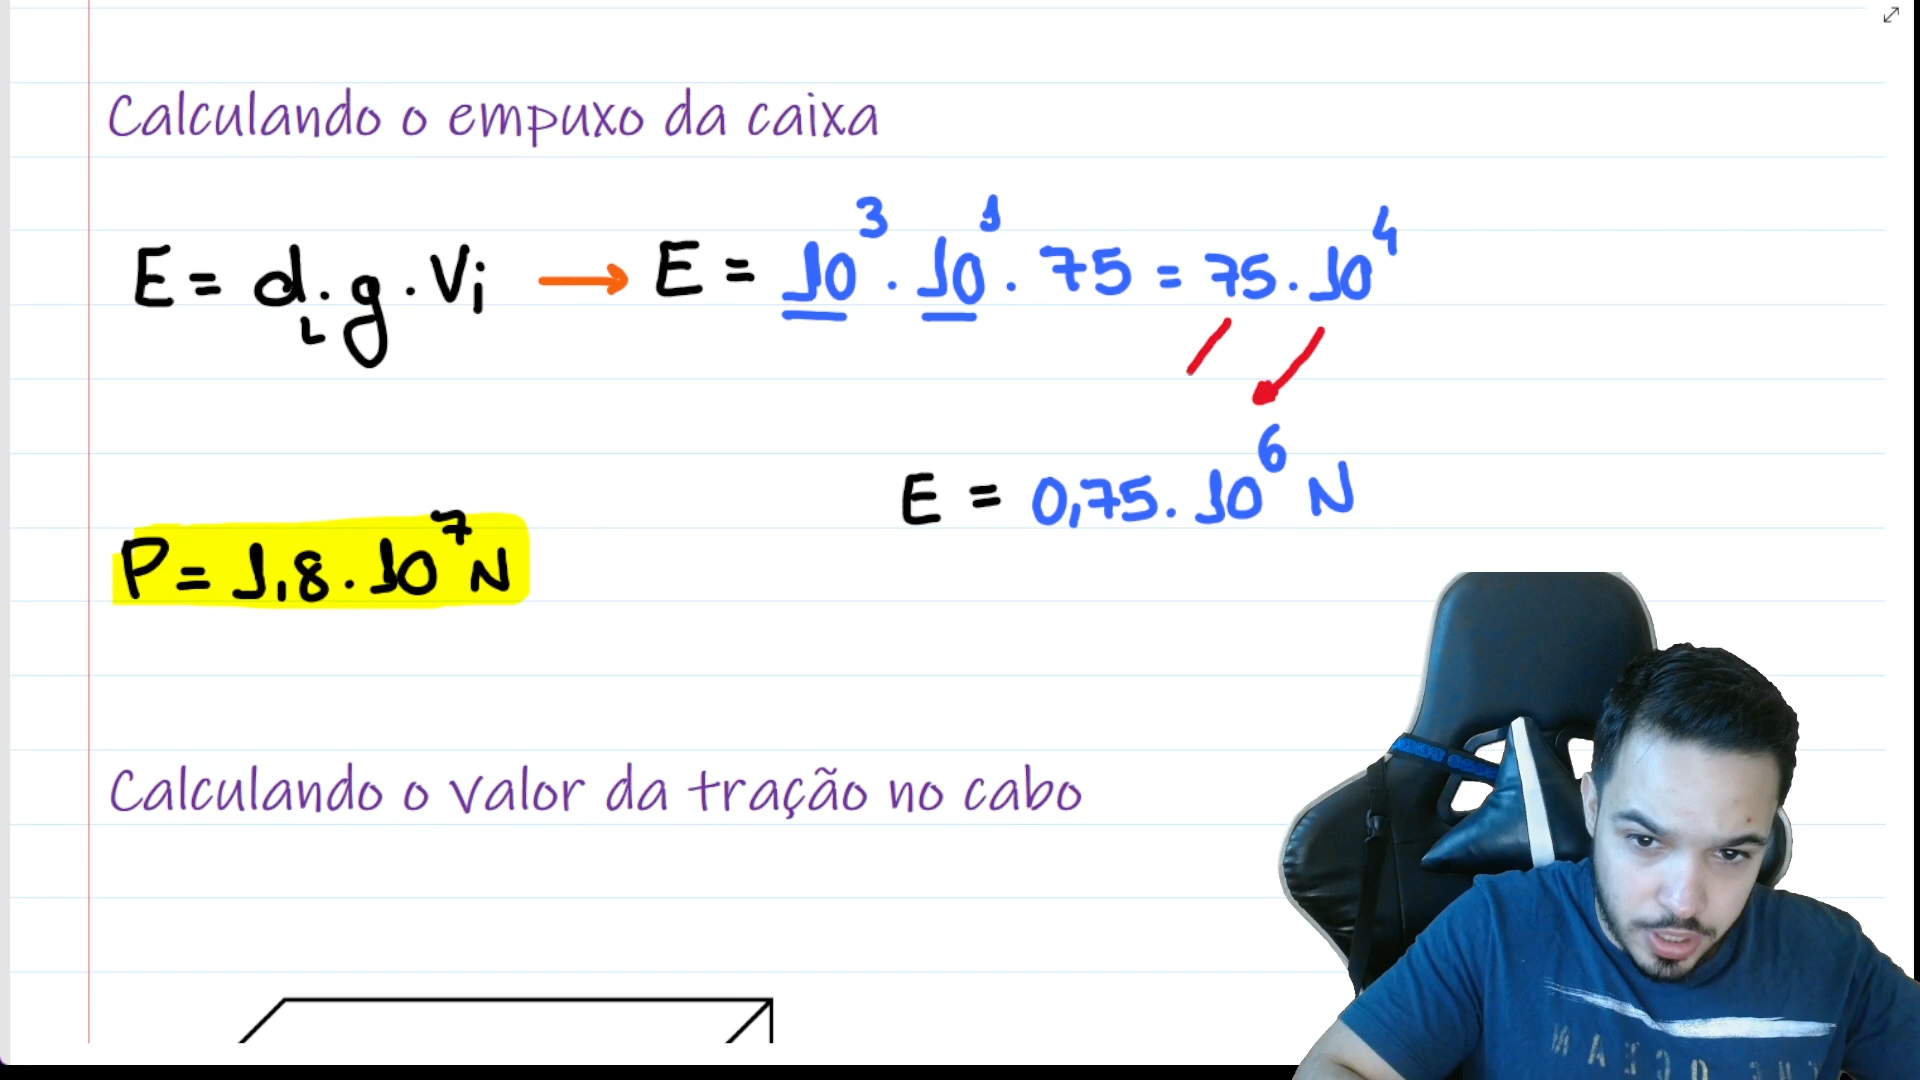 Calculando o empuxo da caixa
E = d_L . g . Vi → E = 10³ . 10¹ . 75 = 75 . 10⁴
E = 0,75 . 10⁶ N
P = 1,8 . 10⁷ N
Calculando o valor da tração no cabo